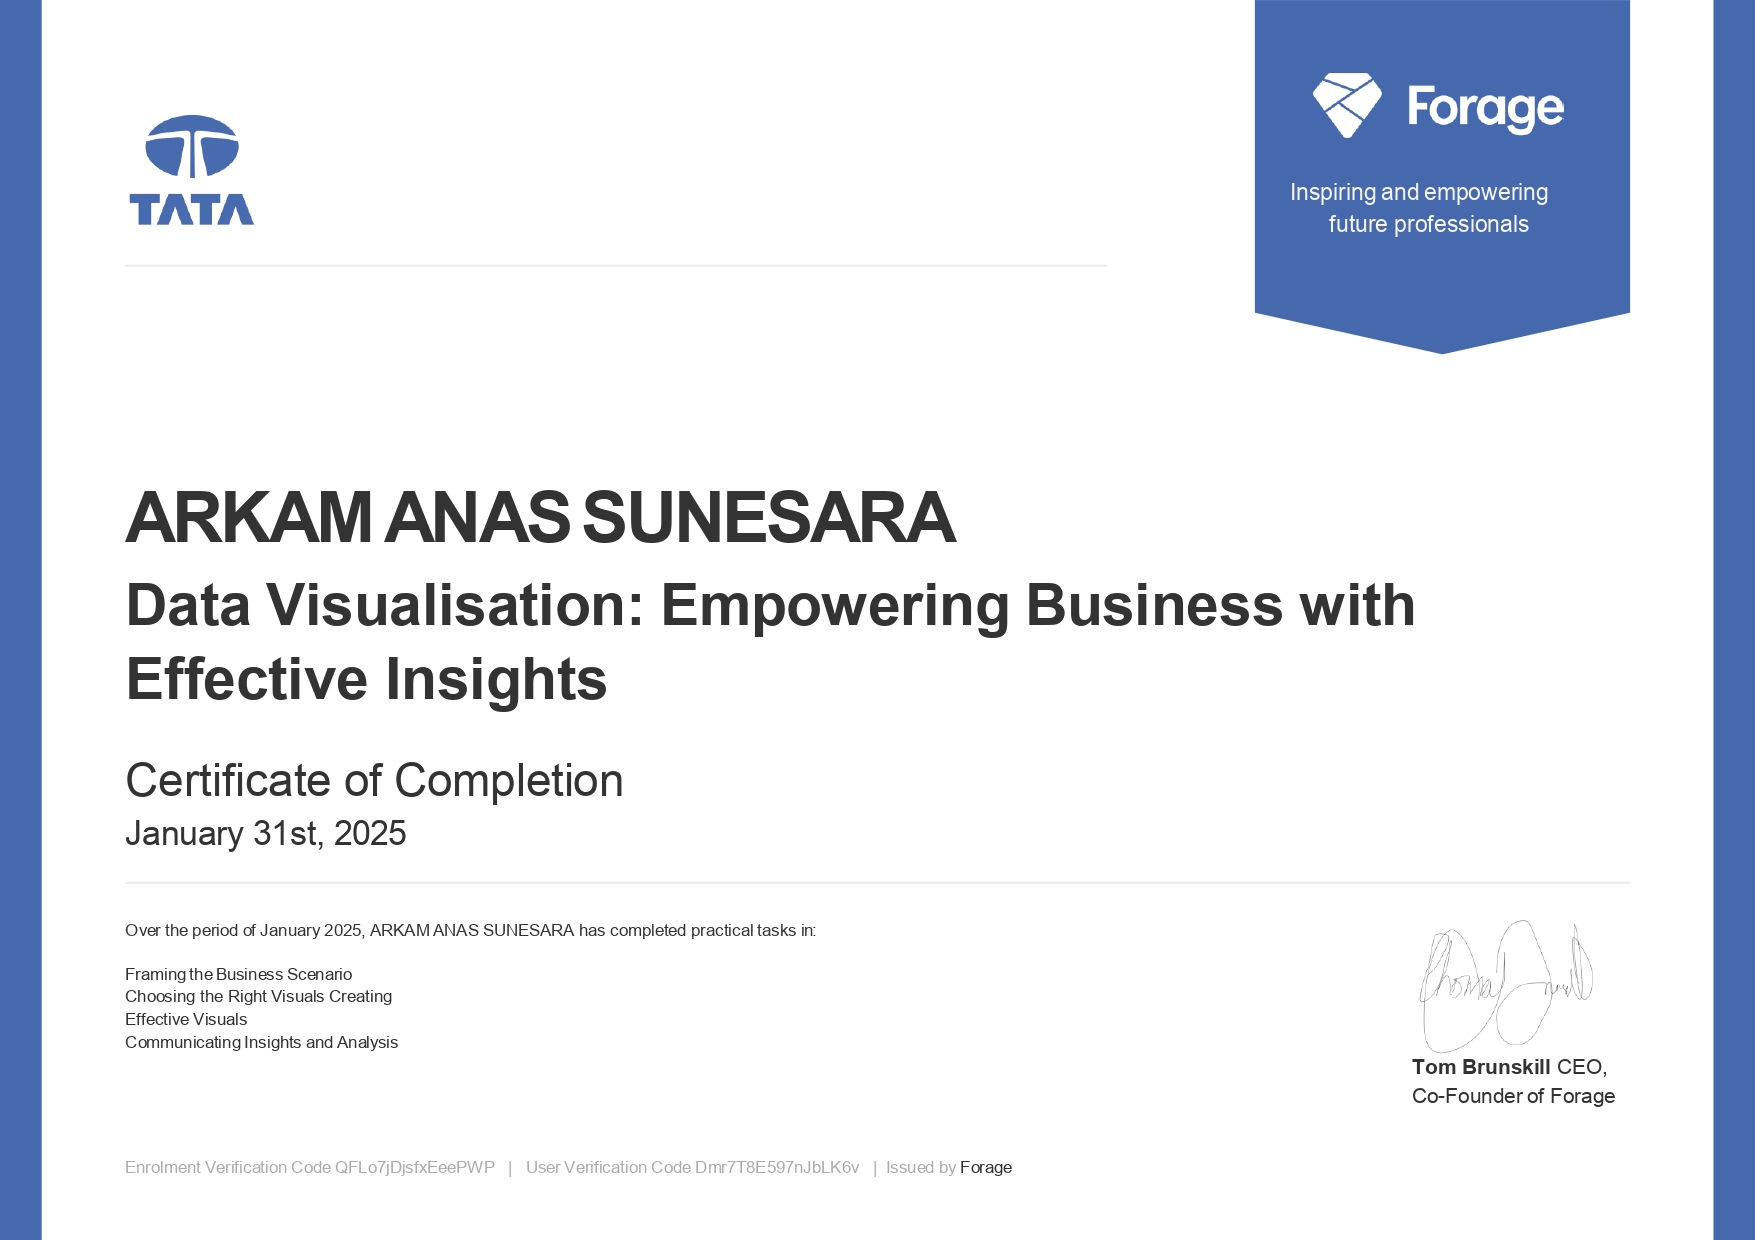 TATA
Forage
Inspiring and empowering
future professionals
ARKAM ANAS SUNESARA
Data Visualisation: Empowering Business with
Effective Insights
Certificate of Completion
January 31st, 2025
Over the period of January 2025, ARKAM ANAS SUNESARA has completed practical tasks in:
Framing the Business Scenario
Choosing the Right Visuals Creating
Effective Visuals
Communicating Insights and Analysis
Tom Brunskill CEO,
Co-Founder of Forage
Enrolment Verification Code QFLo7jDjsfxEeePWP | User Verification Code Dmr7T8E597nJbLK6v | Issued by Forage